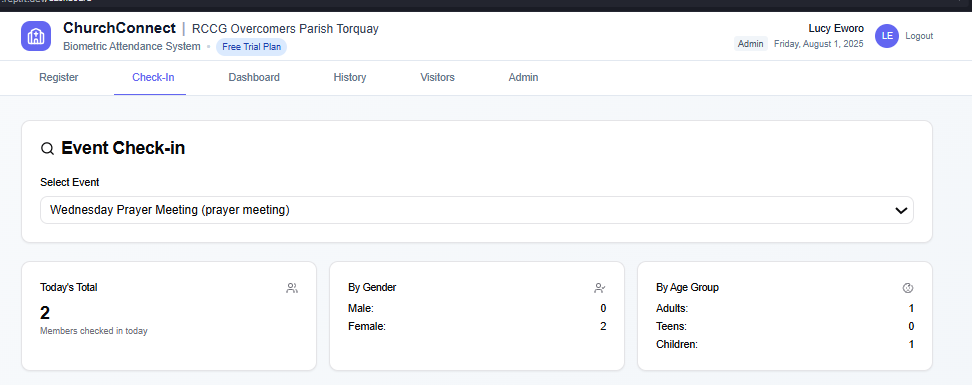 ChurchConnect | RCCG Overcomers Parish Torquay
Biometric Attendance System • Free Trial Plan
Lucy Eworo
Admin Friday, August 1, 2025
LE
Logout
Register Check-In Dashboard History Visitors Admin
Event Check-in
Select Event
Wednesday Prayer Meeting (prayer meeting)
Today's Total
2
Members checked in today
By Gender
Male: 0
Female: 2
By Age Group
Adults: 1
Teens: 0
Children: 1